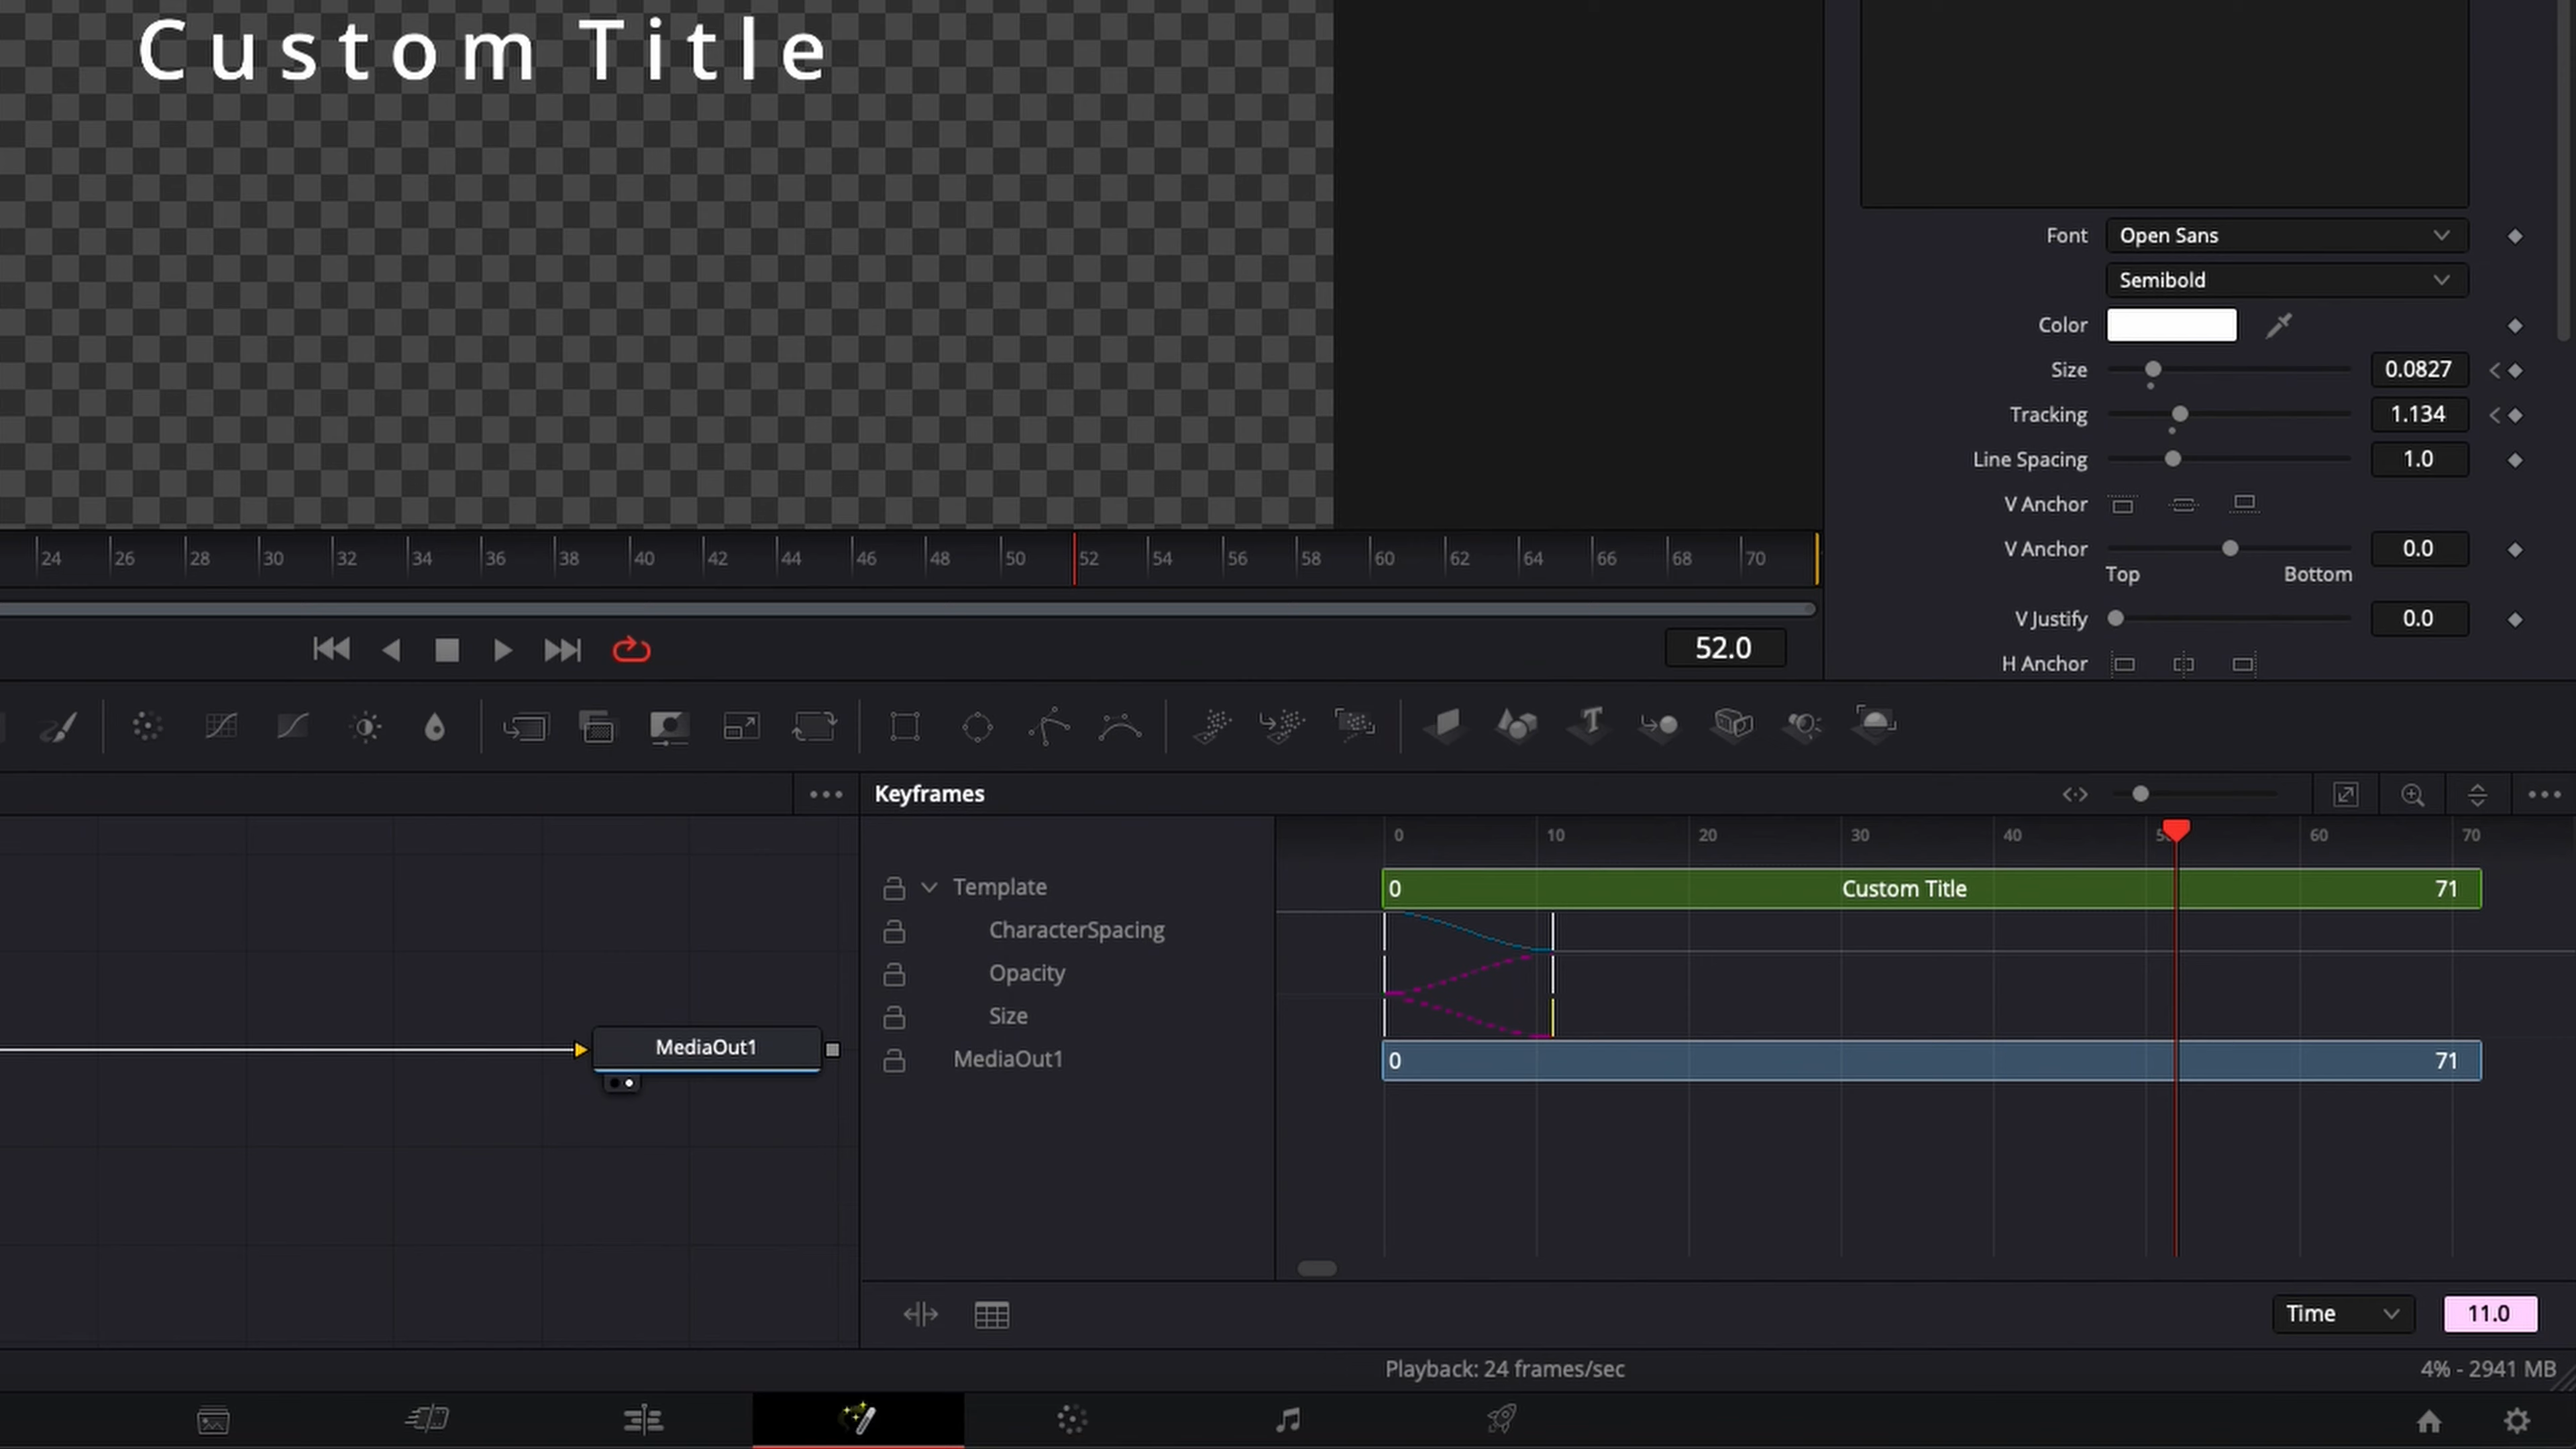 Custom Title
Font Open Sans
Semibold
Color
Size 0.0827
Tracking 1.134
Line Spacing 1.0
V Anchor
V Anchor 0.0
Top Bottom
V Justify 0.0
H Anchor
24 26 28 30 32 34 36 38 40 42 44 46 48 50 52 54 56 58 60 62 64 66 68 70
52.0
Keyframes
0 10 20 30 40 60 70
Template 0 Custom Title 71
CharacterSpacing
Opacity
Size
MediaOut1 0 71
MediaOut1
Time 11.0
Playback: 24 frames/sec 4% - 2941 MB